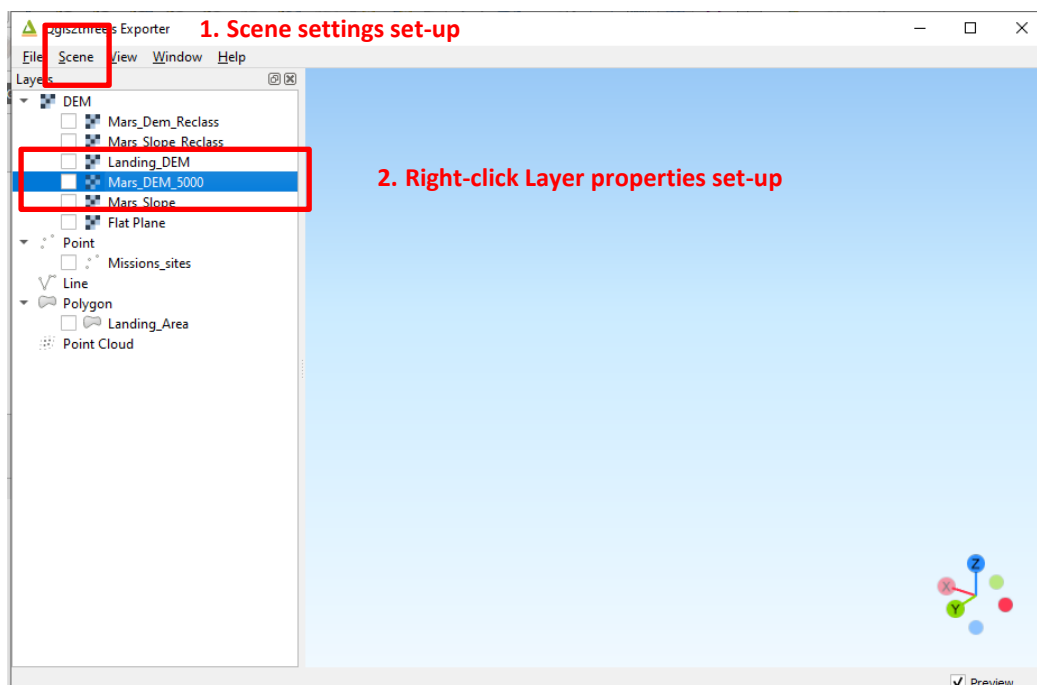 Qgis2threejs Exporter
1. Scene settings set-up
File Scene View Window Help
Layers
DEM
Mars_Dem_Reclass
Mars_Slope_Reclass
Landing_DEM
Mars_DEM_5000
2. Right-click Layer properties set-up
Mars_Slope
Flat Plane
Point
Missions_sites
Line
Polygon
Landing_Area
Point Cloud
Z
X
Y
Preview